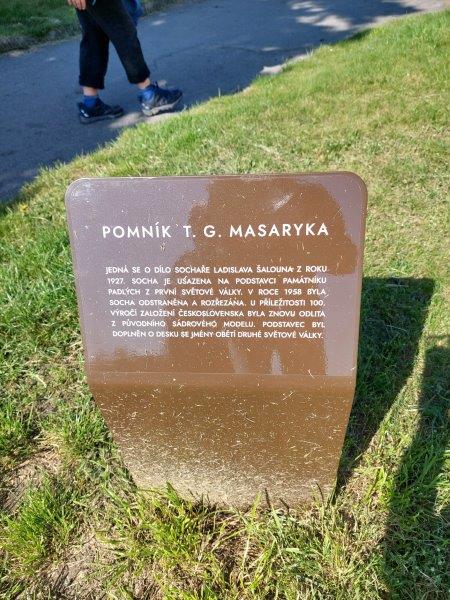 POMNÍK T. G. MASARYKA
JEDNÁ SE O DÍLO SOCHAŘE LADISLAVA ŠALOUNA Z ROKU
1927. SOCHA JE USAZENA NA PODSTAVCI PAMÁTNÍKU
PADLÝCH Z PRVNÍ SVĚTOVÉ VÁLKY. V ROCE 1958 BYLA
SOCHA ODSTRANĚNA A ROZŘEZÁNA. U PŘÍLEŽITOSTI 100.
VÝROČÍ ZALOŽENÍ ČESKOSLOVENSKA BYLA ZNOVU ODLITA
Z PŮVODNÍHO SÁDROVÉHO MODELU. PODSTAVEC BYL
DOPLNĚN O DESKU SE JMÉNY OBĚTÍ DRUHÉ SVĚTOVÉ VÁLKY.